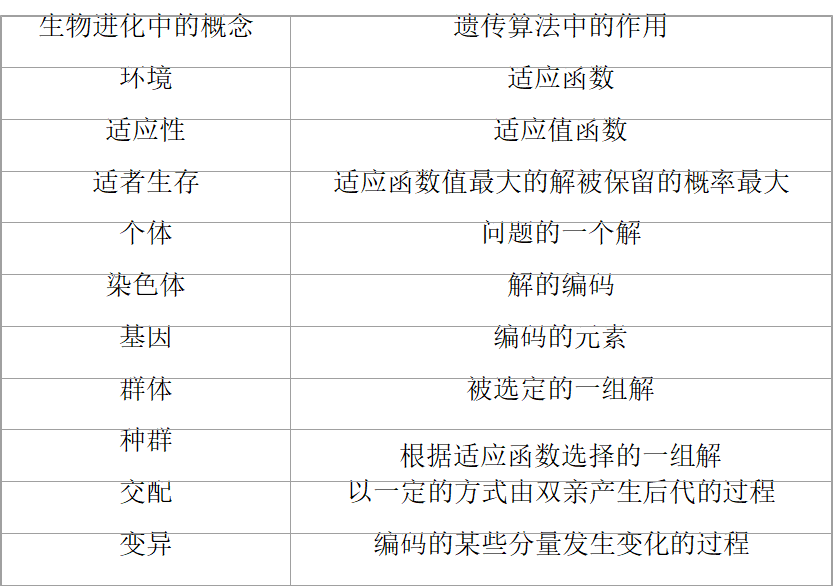 生物进化中的概念 遗传算法中的作用
环境 适应函数
适应性 适应值函数
适者生存 适应函数值最大的解被保留的概率最大
个体 问题的一个解
染色体 解的编码
基因 编码的元素
群体 被选定的一组解
种群 根据适应函数选择的一组解
交配 以一定的方式由双亲产生后代的过程
变异 编码的某些分量发生变化的过程